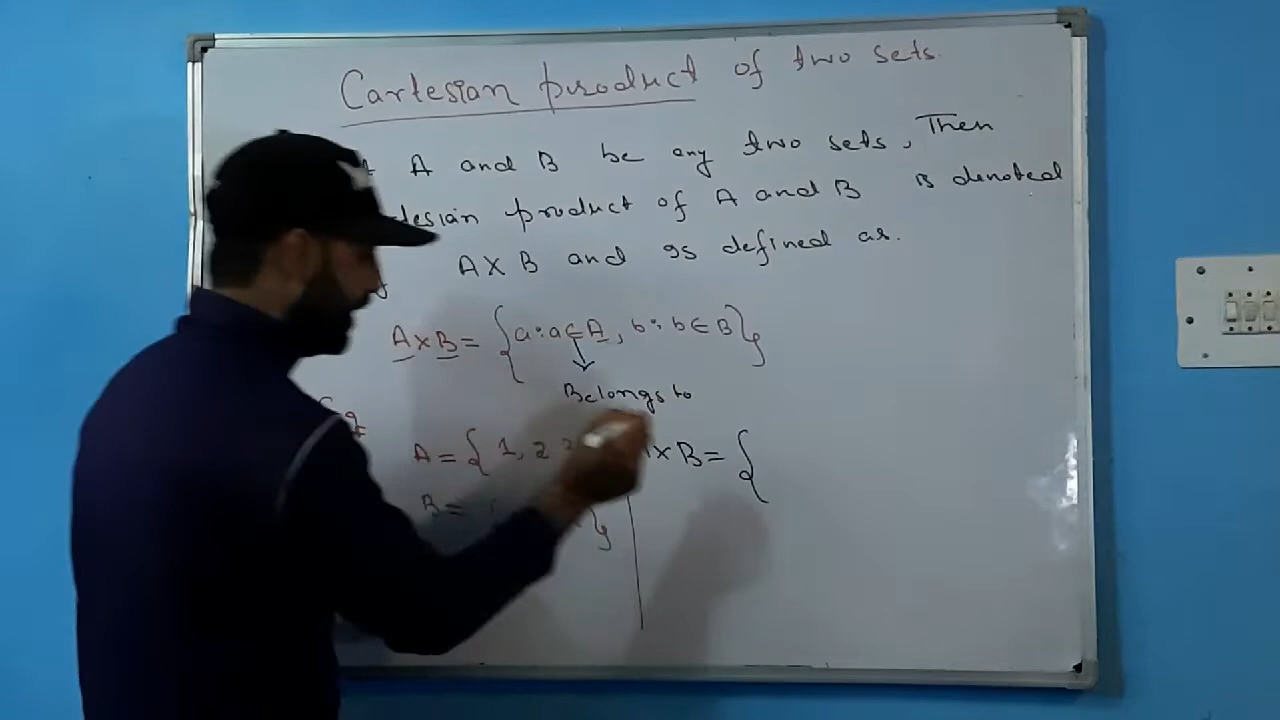 Cartesian product of two sets.
A and B be any two sets, Then
product of A and B is denoted
A X B and is defined as.
A x B = { a : a ∈ A , b : b ∈ B }
Belongs to
Eg
A = { 1, 2
x B = {
B =
}